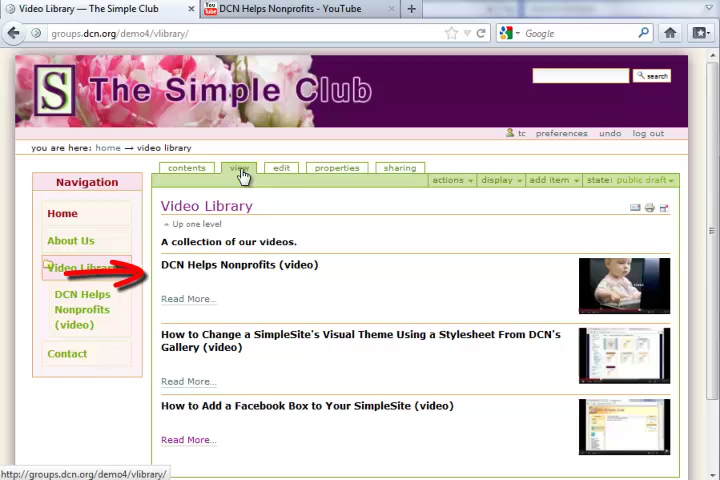 Video Library — The Simple Club
DCN Helps Nonprofits - YouTube
groups.dcn.org/demo4/vlibrary/
Google
S The Simple Club
search
tc preferences undo log out
you are here: home → video library
contents view edit properties sharing
actions display add item state: public draft
Navigation
Home
About Us
Video Library
DCN Helps
Nonprofits
(video)
Contact
Video Library
Up one level
A collection of our videos.
DCN Helps Nonprofits (video)
Read More...
How to Change a SimpleSite's Visual Theme Using a Stylesheet From DCN's
Gallery (video)
Read More...
How to Add a Facebook Box to Your SimpleSite (video)
Read More...
http://groups.dcn.org/demo4/vlibrary/